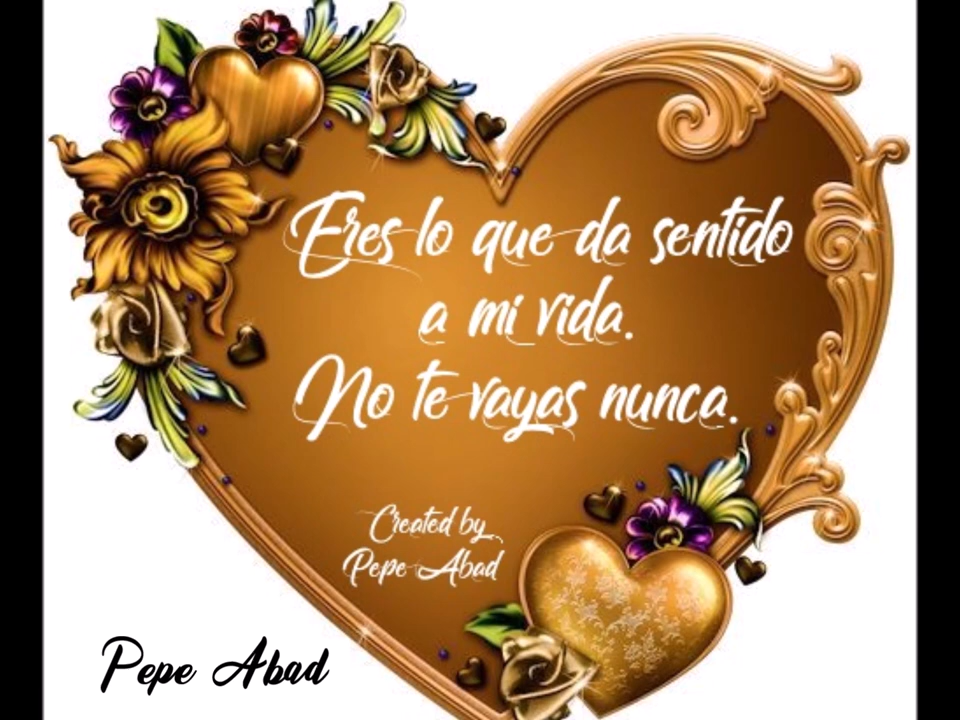 Eres lo que da sentido
a mi vida.
No te vayas nunca.
Created by
Pepe Abad
Pepe Abad